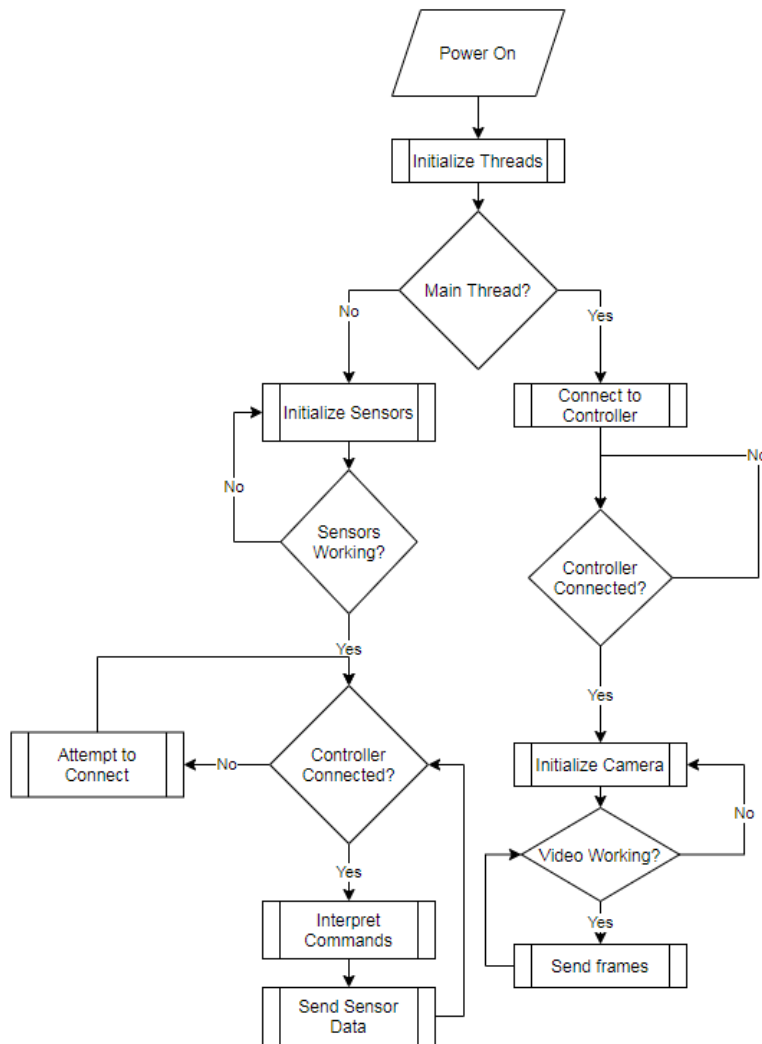 Power On
Initialize Threads
Main Thread?
No
Yes
Initialize Sensors
Connect to
Controller
No
No
Sensors
Working?
Controller
Connected?
Yes
Yes
Attempt to
Connect
No
Controller
Connected?
Initialize Camera
No
Video Working?
Yes
Yes
Interpret
Commands
Send frames
Send Sensor
Data